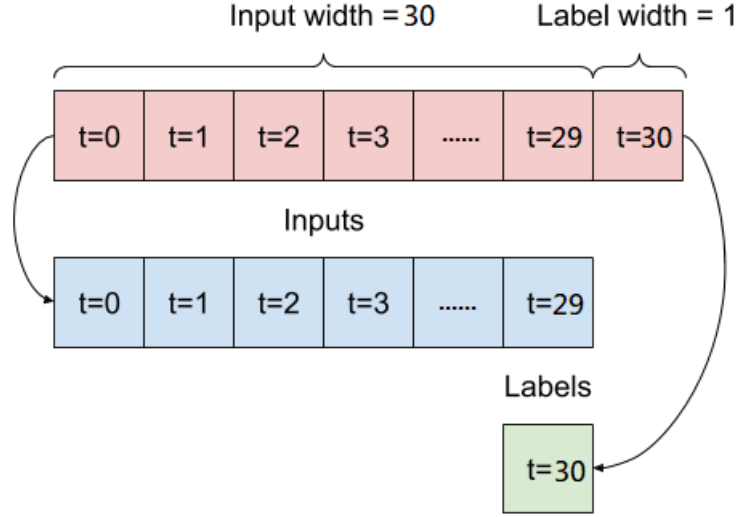 Input width = 30 Label width = 1
t=0 t=1 t=2 t=3 ...... t=29 t=30
Inputs
t=0 t=1 t=2 t=3 ...... t=29
Labels
t=30